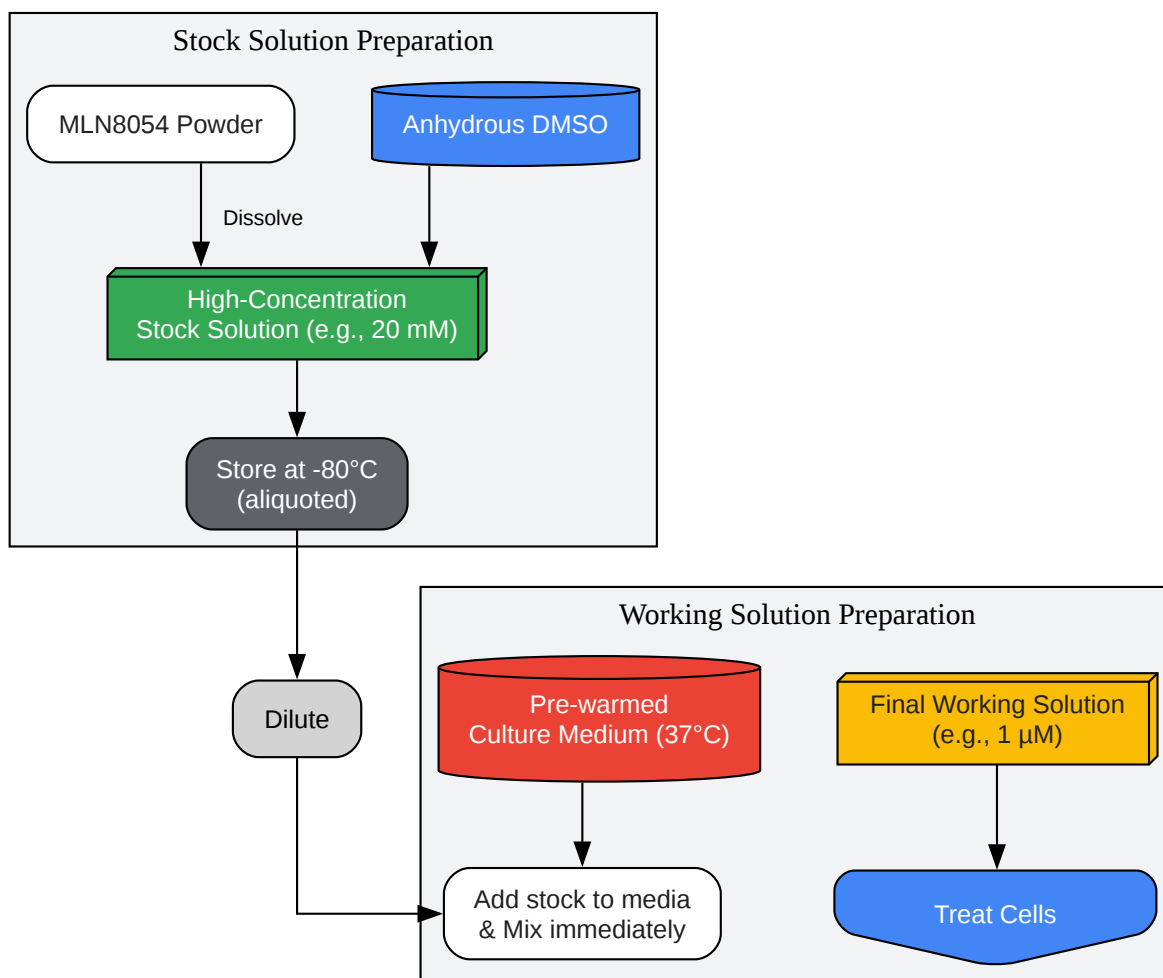 Stock Solution Preparation
MLN8054 Powder
Anhydrous DMSO
Dissolve
High-Concentration
Stock Solution (e.g., 20 mM)
Store at -80°C
(aliquoted)
Dilute
Working Solution Preparation
Pre-warmed
Culture Medium (37°C)
Final Working Solution
(e.g., 1 µM)
Add stock to media
& Mix immediately
Treat Cells